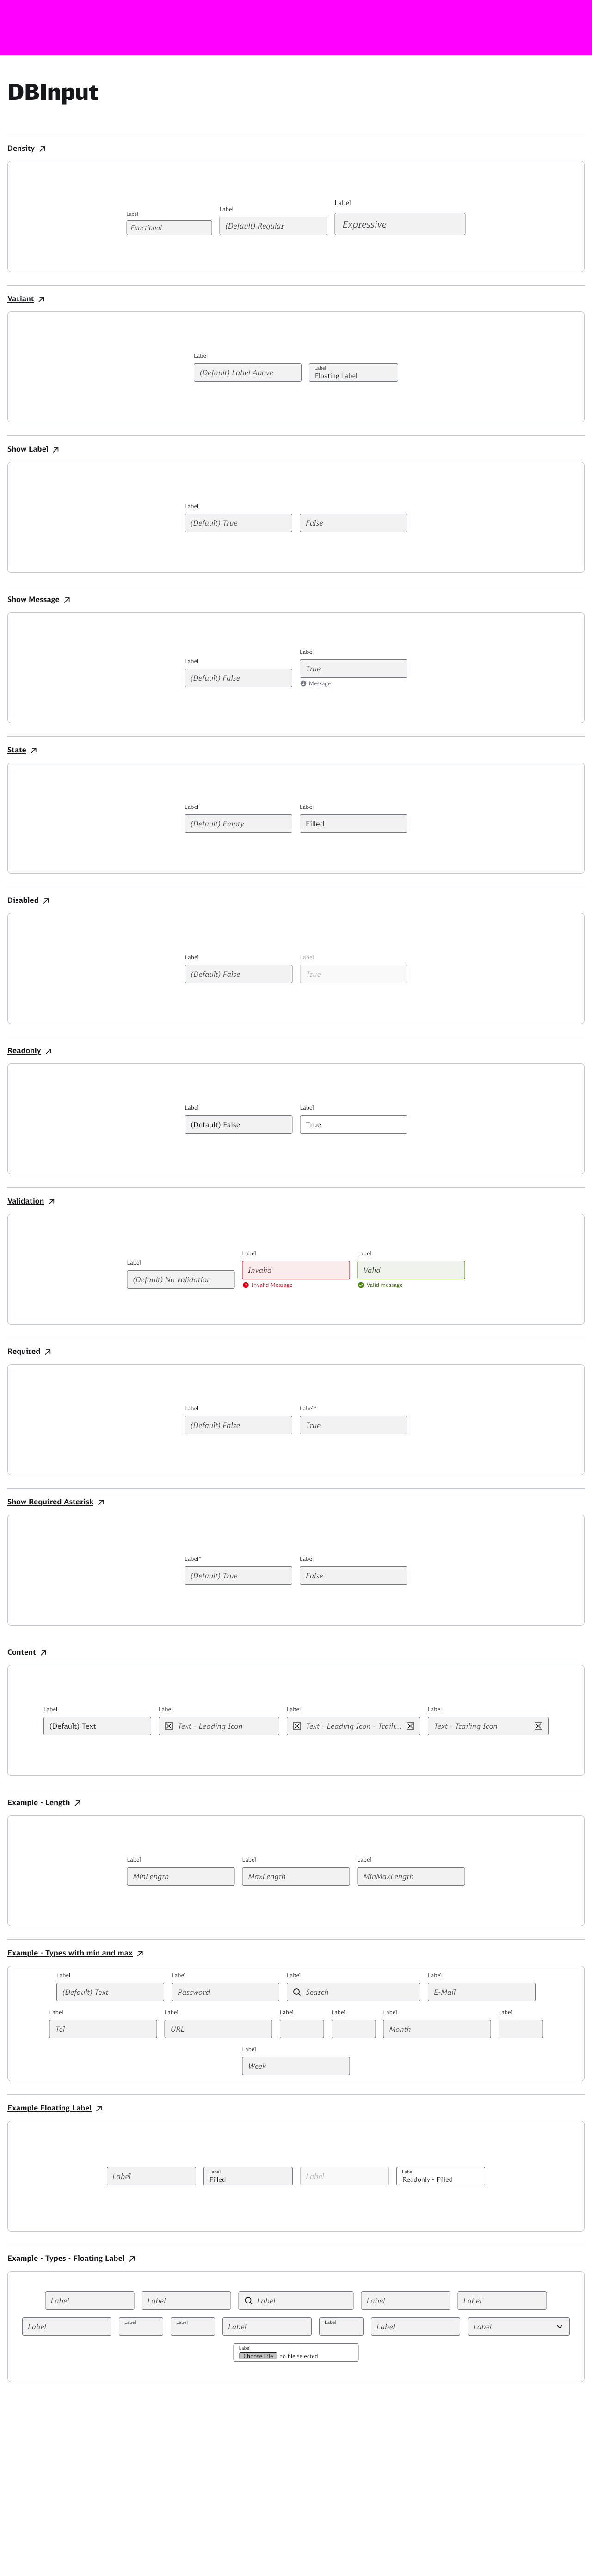 DBInput
Density
Label
Label
Label
Functional
(Default) Regular
Expressive
Variant
Label
(Default) Label Above
Label
Floating Label
Show Label
Label
(Default) True
False
Show Message
Label
Label
(Default) False
True
Message
State
Label
Label
(Default) Empty
Filled
Disabled
Label
Label
(Default) False
True
Readonly
Label
Label
(Default) False
True
Validation
Label
Label
Label
(Default) No validation
Invalid
Valid
Invalid Message
Valid message
Required
Label
Label*
(Default) False
True
Show Required Asterisk
Label*
Label
(Default) True
False
Content
Label
Label
Label
Label
(Default) Text
Text - Leading Icon
Text - Leading Icon - Traili...
Text - Trailing Icon
Example - Length
Label
Label
Label
MinLength
MaxLength
MinMaxLength
Example - Types with min and max
Label
Label
Label
Label
(Default) Text
Password
Search
E-Mail
Label
Label
Label
Label
Label
Label
Tel
URL
Month
Label
Week
Example Floating Label
Label
Label
Filled
Label
Label
Readonly - Filled
Example - Types - Floating Label
Label
Label
Label
Label
Label
Label
Label
Label
Label
Label
Label
Label
Label
Choose File no file selected